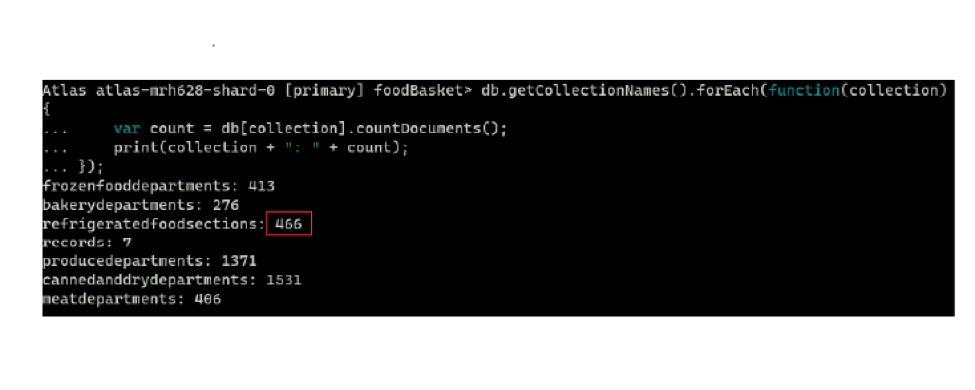 Atlas atlas-mrh628-shard-0 [primary] foodBasket> db.getCollectionNames().forEach(function(collection)
{
...     var count = db[collection].countDocuments();
...     print(collection + ": " + count);
... });
frozenfooddepartments: 413
bakerydepartments: 276
refrigeratedfoodsections: 466
records: 7
producedepartments: 1371
cannedanddrydepartments: 1531
meatdepartments: 406